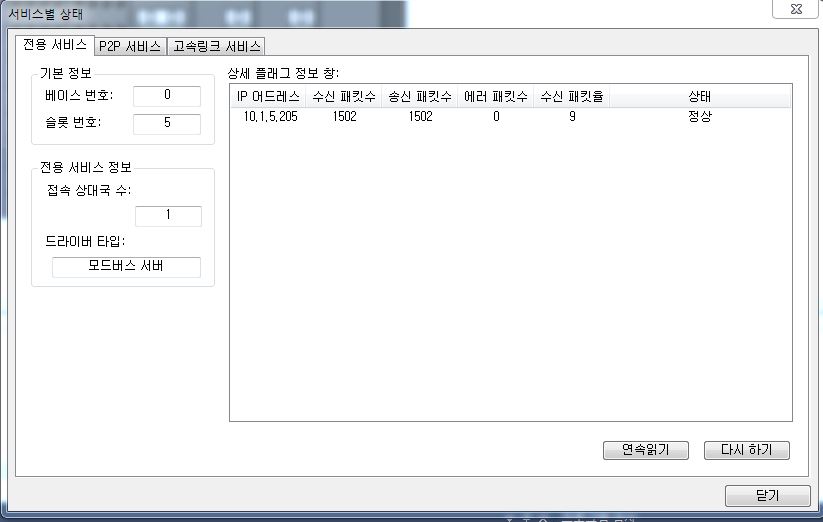 서비스별 상태
전용 서비스 P2P 서비스 고속링크 서비스
기본 정보
베이스 번호: 0
슬롯 번호: 5
전용 서비스 정보
접속 상대국 수:
1
드라이버 타입:
모드버스 서버
상세 플래그 정보 창:
IP 어드레스 수신 패킷수 송신 패킷수 에러 패킷수 수신 패킷율 상태
10.1.5.205 1502 1502 0 9 정상
연속읽기 다시 하기
닫기